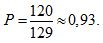 P = 120/129 ≈ 0,93.